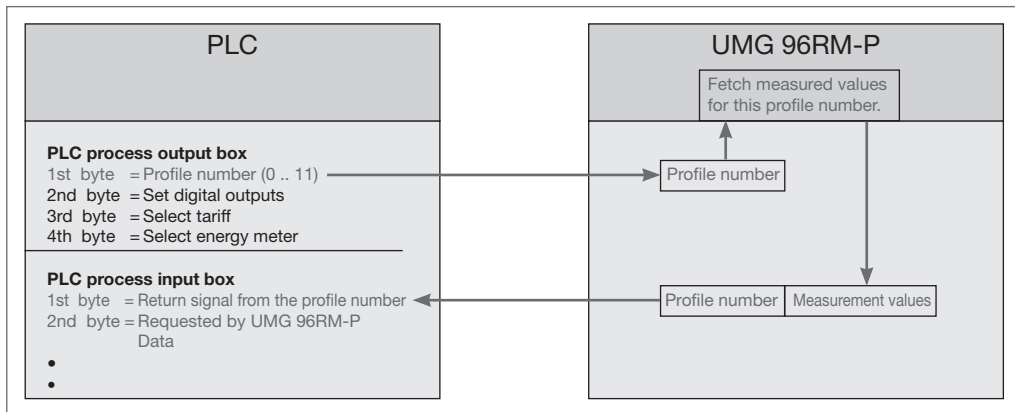 PLC
PLC process output box
1st byte = Profile number (0 .. 11)
2nd byte = Set digital outputs
3rd byte = Select tariff
4th byte = Select energy meter
PLC process input box
1st byte = Return signal from the profile number
2nd byte = Requested by UMG 96RM-P
Data
•
•
UMG 96RM-P
Fetch measured values
for this profile number.
Profile number
Profile number Measurement values